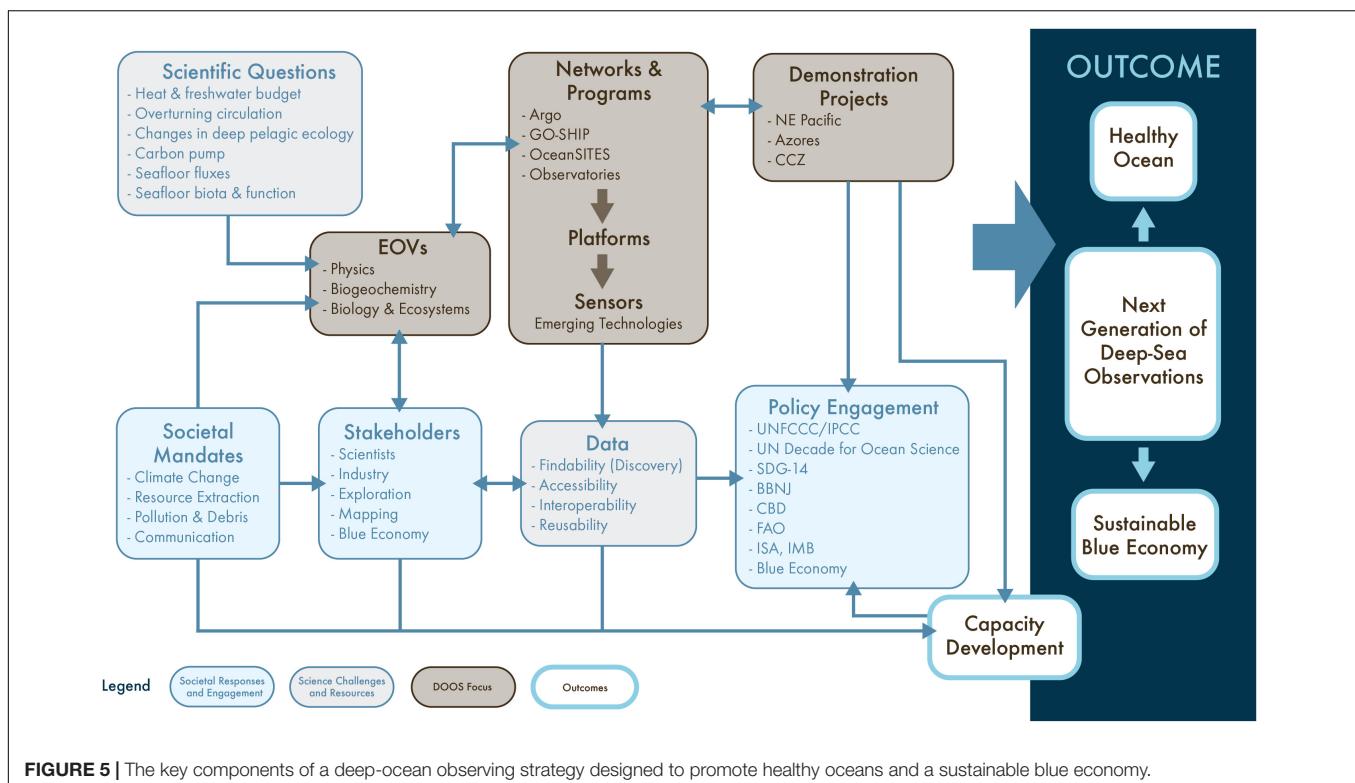 Scientific Questions
- Heat & freshwater budget
- Overturning circulation
- Changes in deep pelagic ecology
- Carbon pump
- Seafloor fluxes
- Seafloor biota & function
Networks &
Programs
- Argo
- GO-SHIP
- OceanSITES
- Observatories
Platforms
Sensors
Emerging Technologies
Demonstration
Projects
- NE Pacific
- Azores
- CCZ
EOVs
- Physics
- Biogeochemistry
- Biology & Ecosystems
Societal
Mandates
- Climate Change
- Resource Extraction
- Pollution & Debris
- Communication
Stakeholders
- Scientists
- Industry
- Exploration
- Mapping
- Blue Economy
Data
- Findability (Discovery)
- Accessibility
- Interoperability
- Reusability
Policy Engagement
- UNFCCC/IPCC
- UN Decade for Ocean Science
- SDG-14
- BBNJ
- CBD
- FAO
- ISA, IMB
- Blue Economy
OUTCOME
Healthy
Ocean
Next
Generation of
Deep-Sea
Observations
Sustainable
Blue Economy
Capacity
Development
Legend
Societal Responses
and Engagement
Science Challenges
and Resources
DOOS Focus
Outcomes
FIGURE 5 | The key components of a deep-ocean observing strategy designed to promote healthy oceans and a sustainable blue economy.